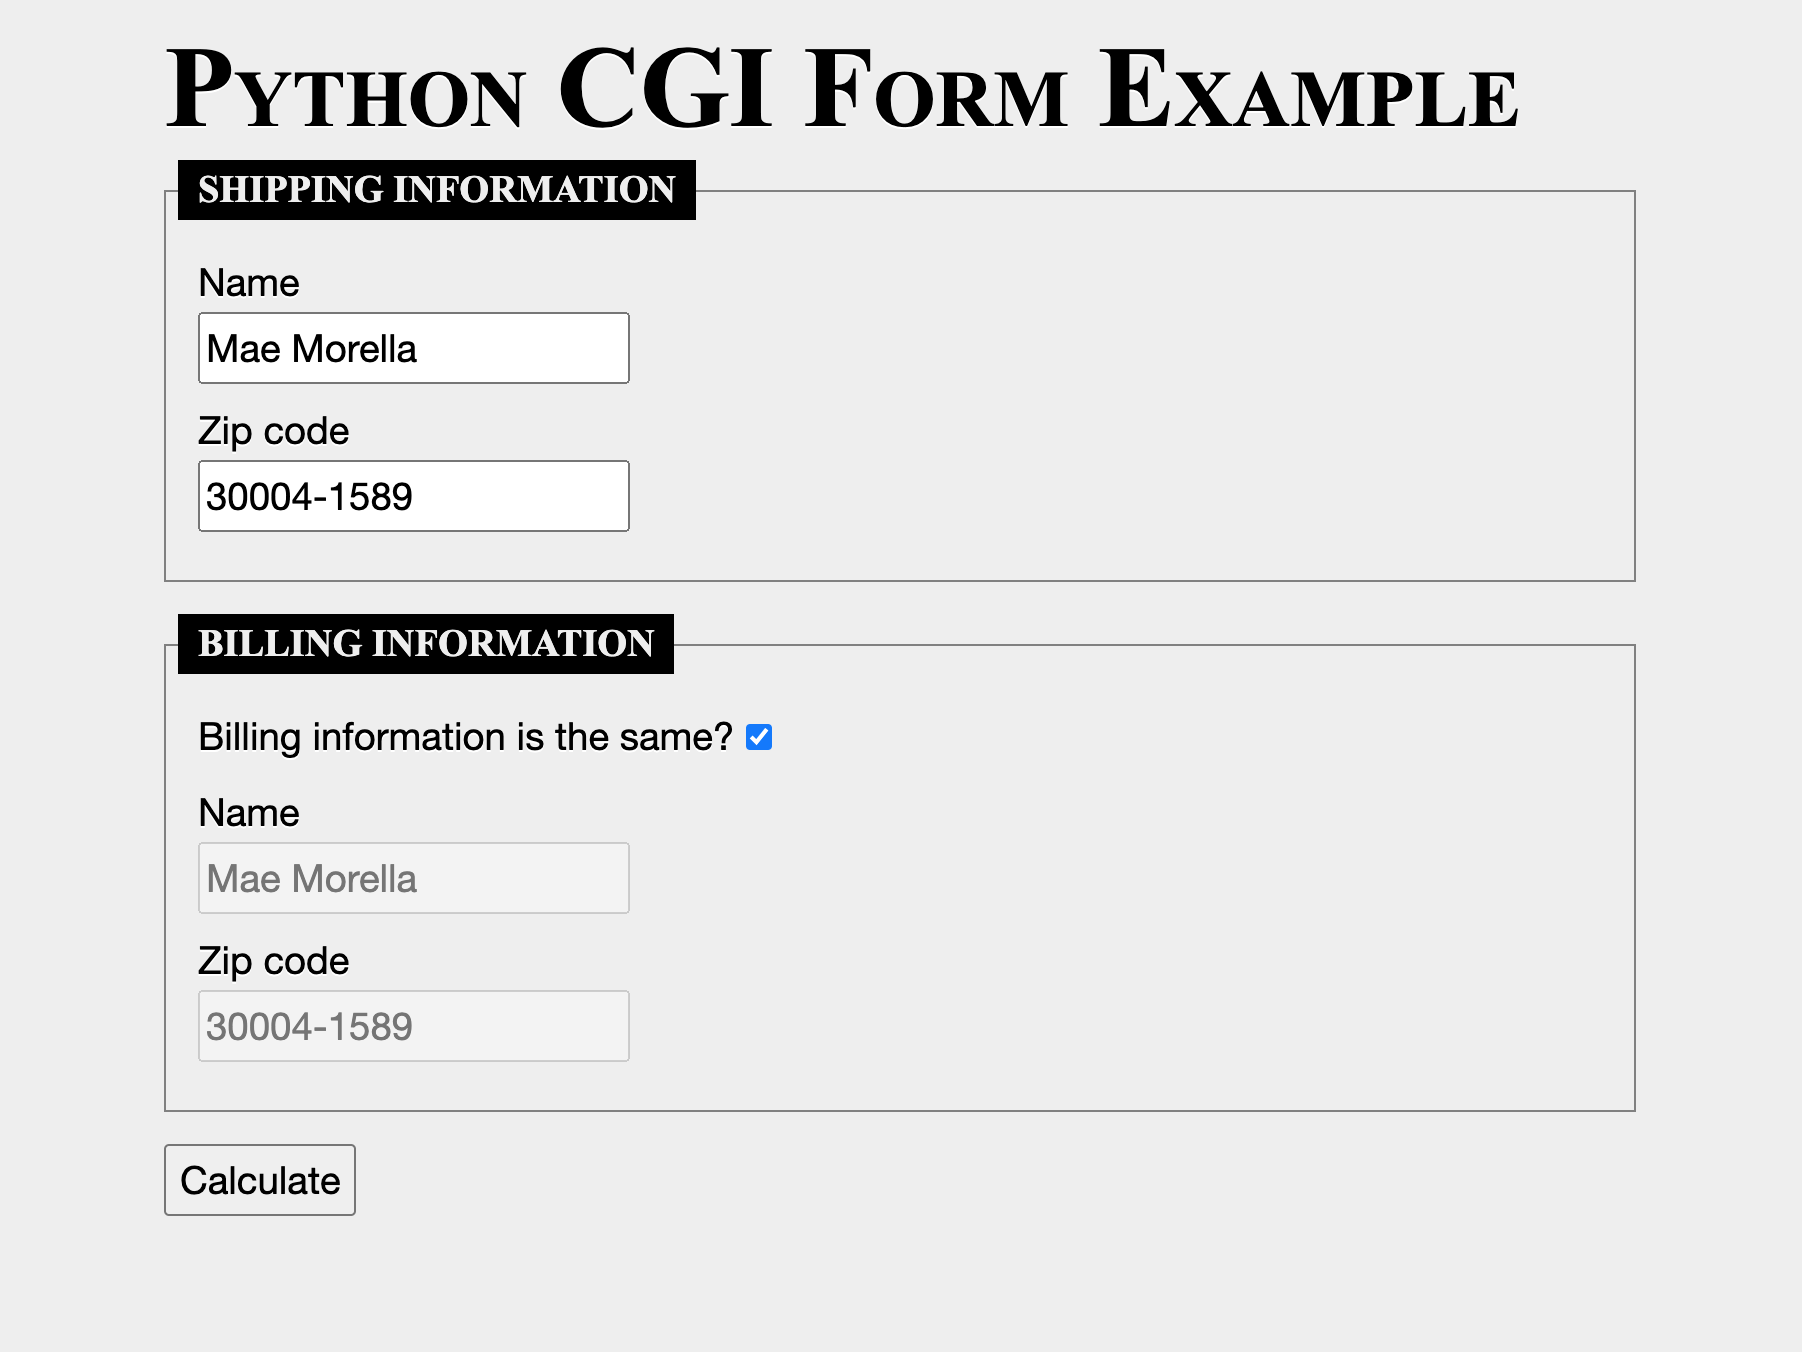 Python CGI Form Example
SHIPPING INFORMATION
Name
Mae Morella
Zip code
30004-1589
BILLING INFORMATION
Billing information is the same?
Name
Mae Morella
Zip code
30004-1589
Calculate